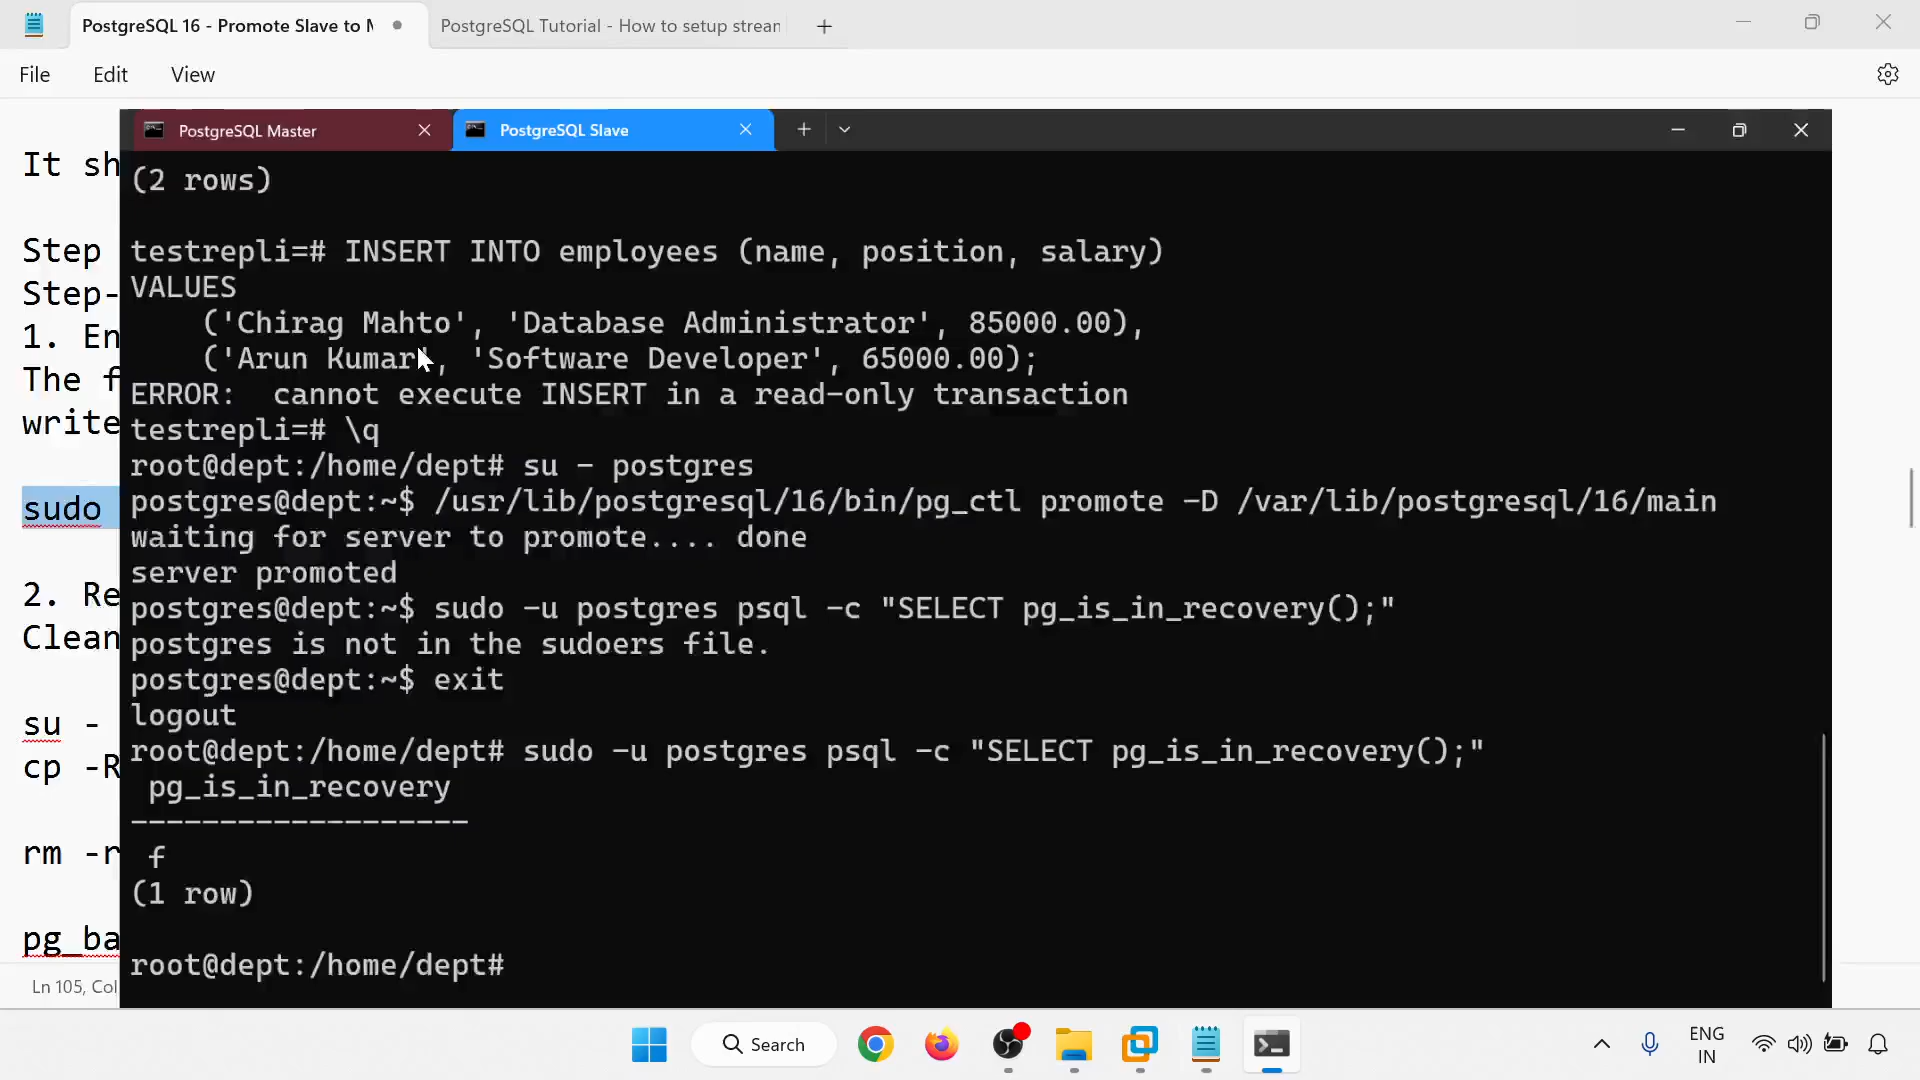 PostgreSQL 16 - Promote Slave to M
PostgreSQL Tutorial - How to setup strean
File
Edit
View
PostgreSQL Master
PostgreSQL Slave
It sh
Step
Step-
1. En
The f
write
sudo
2. Re
Clean
su -
cp -R
rm -r
pg_ba
Ln 105, Col
(2 rows)
testrepli=# INSERT INTO employees (name, position, salary)
VALUES
('Chirag Mahto', 'Database Administrator', 85000.00),
('Arun Kumar', 'Software Developer', 65000.00);
ERROR:  cannot execute INSERT in a read-only transaction
testrepli=# \q
root@dept:/home/dept# su - postgres
postgres@dept:~$ /usr/lib/postgresql/16/bin/pg_ctl promote -D /var/lib/postgresql/16/main
waiting for server to promote.... done
server promoted
postgres@dept:~$ sudo -u postgres psql -c "SELECT pg_is_in_recovery();"
postgres is not in the sudoers file.
postgres@dept:~$ exit
logout
root@dept:/home/dept# sudo -u postgres psql -c "SELECT pg_is_in_recovery();"
pg_is_in_recovery
-------------------
f
(1 row)
root@dept:/home/dept#
Search
ENG
IN